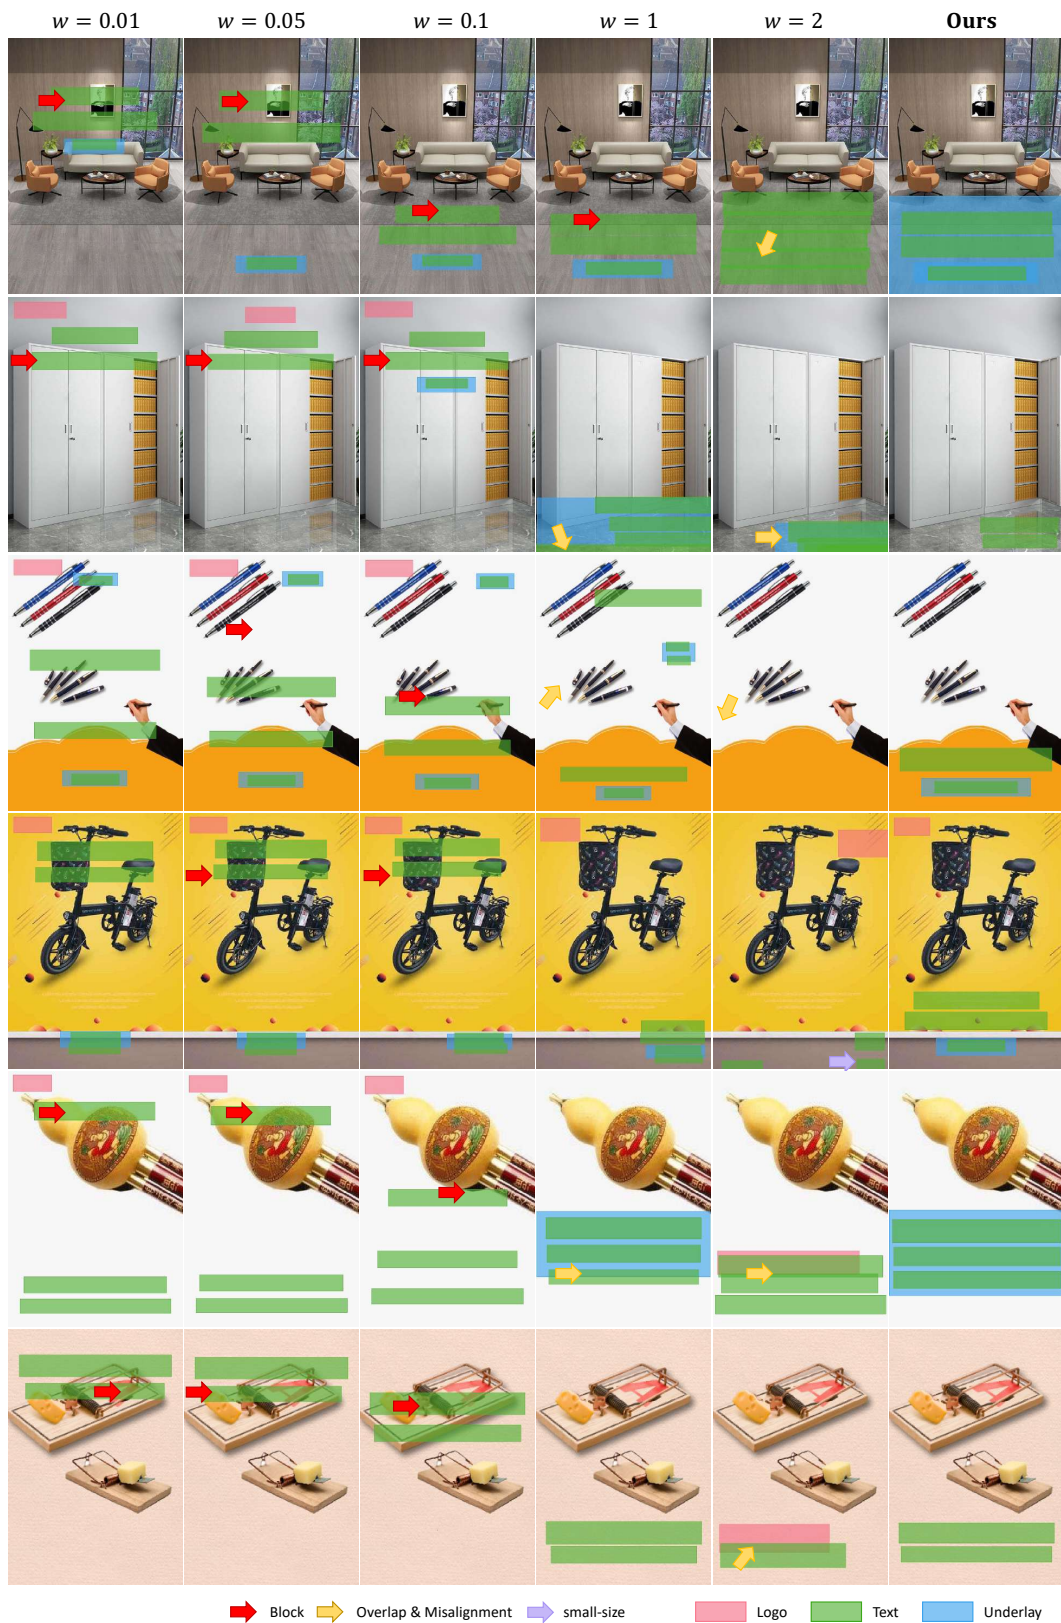 w = 0.01 w = 0.05 w = 0.1 w = 1 w = 2 Ours
Block Overlap & Misalignment small-size Logo Text Underlay